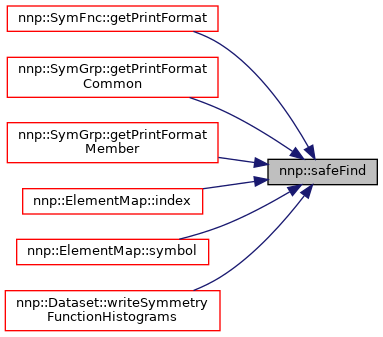 nnp::SymFnc::getPrintFormat
nnp::SymGrp::getPrintFormat
Common
nnp::SymGrp::getPrintFormat
Member
nnp::safeFind
nnp::ElementMap::index
nnp::ElementMap::symbol
nnp::Dataset::writeSymmetry
FunctionHistograms